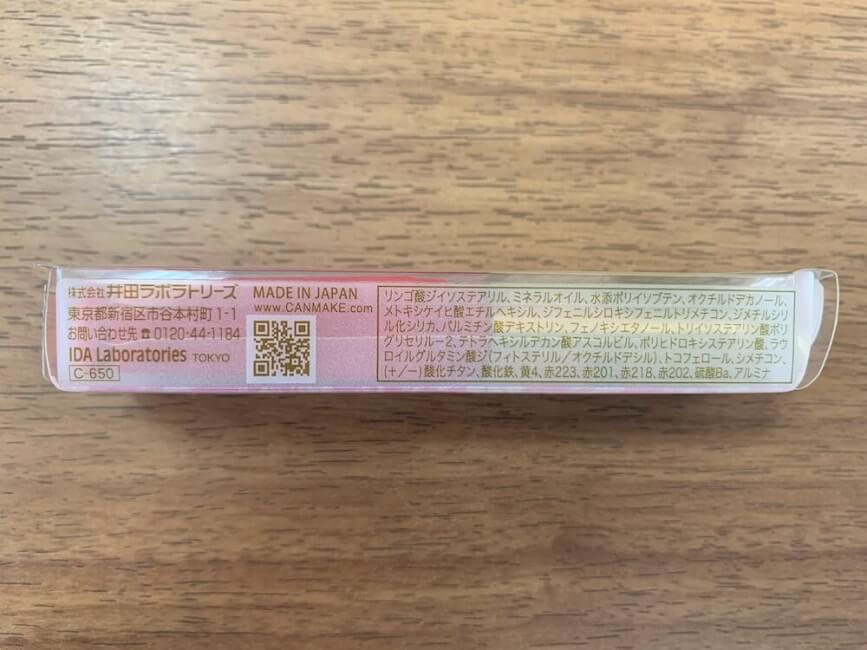 株式会社 井田ラボラトリーズ
東京都新宿区市谷本村町1-1
お問い合わせ先☎0120-44-1184
IDA Laboratories TOKYO
C-650
MADE IN JAPAN
www.CANMAKE.com
リンゴ酸ジイソステアリル、ミネラルオイル、水添ポリイソブテン、オクチルドデカノール、
メトキシケイヒ酸エチルヘキシル、ジフェニルシロキシフェニルトリメチコン、ジメチルシリ
ル化シリカ、パルミチン酸デキストリン、フェノキシエタノール、トリイソステアリン酸ポリ
グリセリル-2、テトラヘキシルデカン酸アスコルビル、ポリヒドロキシステアリン酸、ラウ
ロイルグルタミン酸ジ(フィトステリル/オクチルドデシル)、トコフェロール、シメチコン、
(+/-)酸化チタン、酸化鉄、黄4、赤223、赤201、赤218、赤202、硫酸Ba、アルミナ